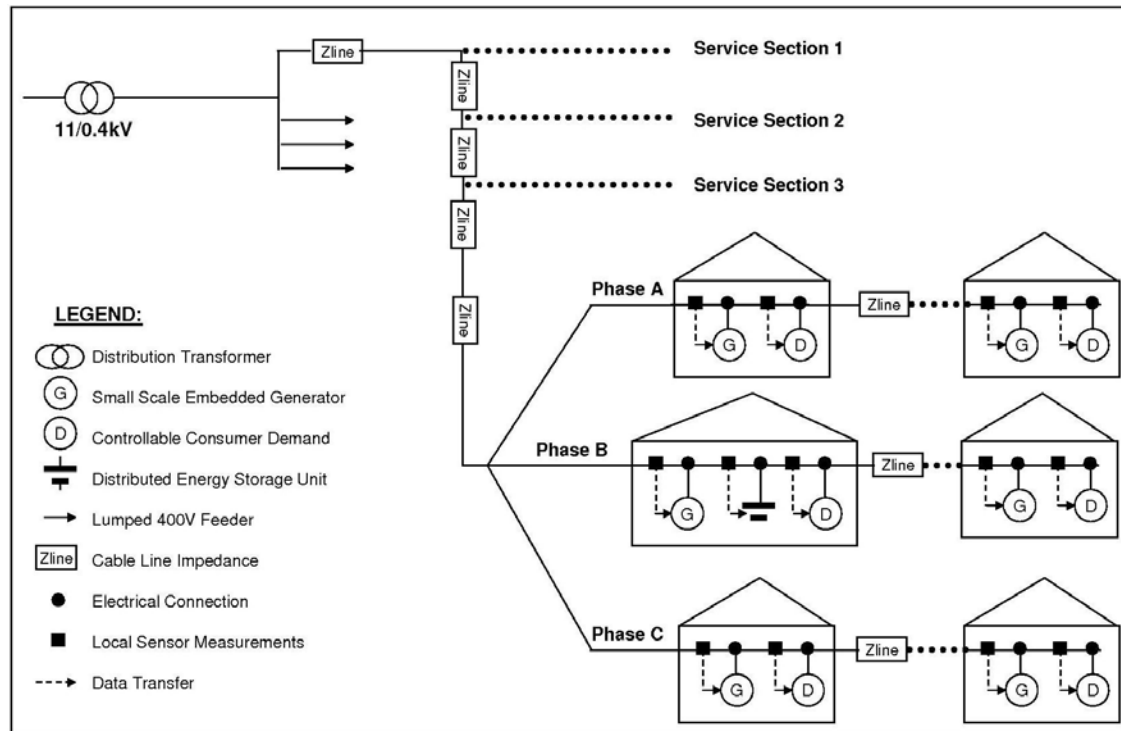 Zline
Service Section 1
Zline
11/0.4kV
Service Section 2
Zline
Service Section 3
Zline
Zline
Phase A
Zline
G
D
G
D
Phase B
Zline
G
D
G
D
Phase C
Zline
G
D
G
D
LEGEND:
Distribution Transformer
G Small Scale Embedded Generator
D Controllable Consumer Demand
Distributed Energy Storage Unit
Lumped 400V Feeder
Zline Cable Line Impedance
Electrical Connection
Local Sensor Measurements
Data Transfer